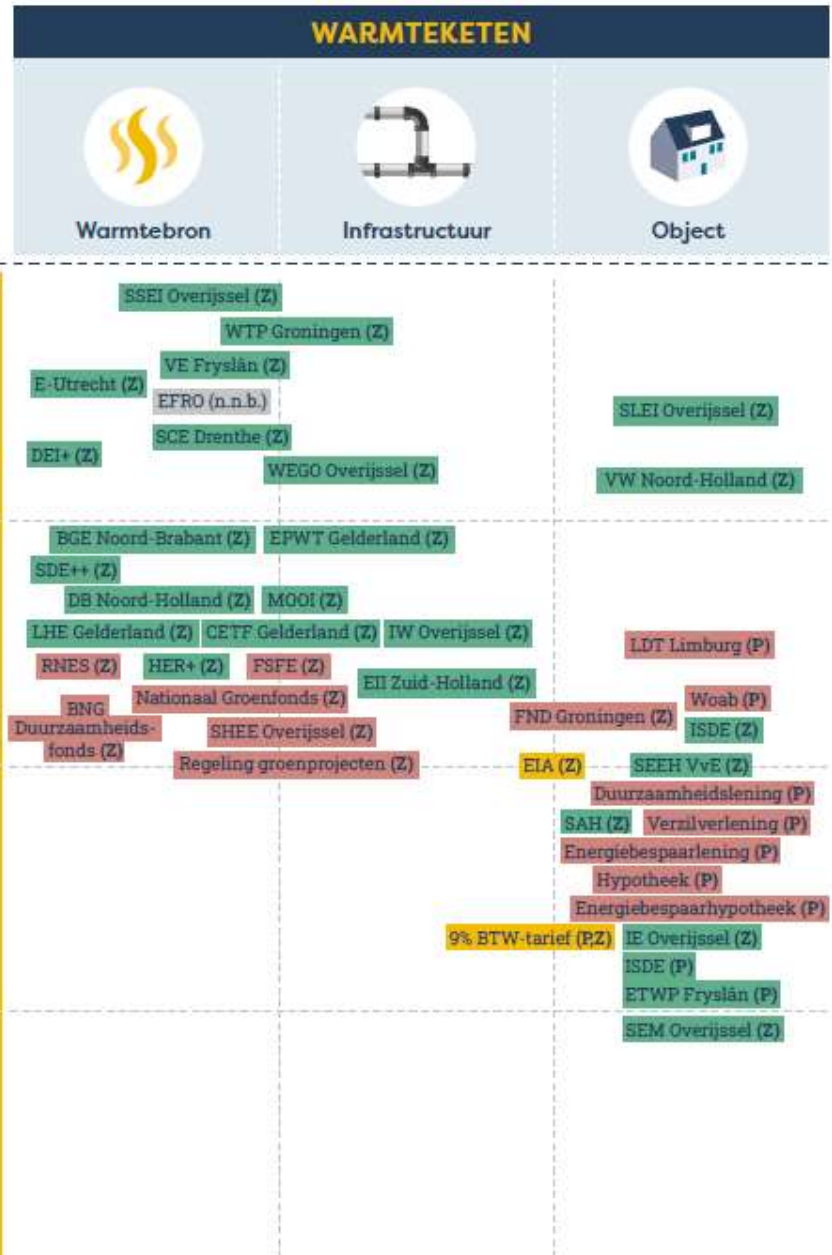 WARMTEKETEN
Warmtebron
Infrastructuur
Object
SSEI Overijssel (Z)
WTP Groningen (Z)
VE Fryslân (Z)
E-Utrecht (Z)
EFRO (n.n.b.)
SLEI Overijssel (Z)
SCE Drenthe (Z)
DEI+ (Z)
WEGO Overijssel (Z)
VW Noord-Holland (Z)
BGE Noord-Brabant (Z)
EPWT Gelderland (Z)
SDE++ (Z)
DB Noord-Holland (Z)
MOOI (Z)
LHE Gelderland (Z)
CETF Gelderland (Z)
IW Overijssel (Z)
LDT Limburg (P)
RNES (Z)
HER+ (Z)
FSFE (Z)
EII Zuid-Holland (Z)
Nationaal Groenfonds (Z)
Woab (P)
BNG
Duurzaamheids-
fonds (Z)
FND Groningen (Z)
SHEE Overijssel (Z)
ISDE (Z)
Regeling groenprojecten (Z)
EIA (Z)
SEEH VvE (Z)
Duurzaamheidslening (P)
SAH (Z)
Verzilverlening (P)
Energiebespaarlening (P)
Hypotheek (P)
Energiebespaarhypotheek (P)
9% BTW-tarief (P,Z)
IE Overijssel (Z)
ISDE (P)
ETWP Fryslân (P)
SEM Overijssel (Z)